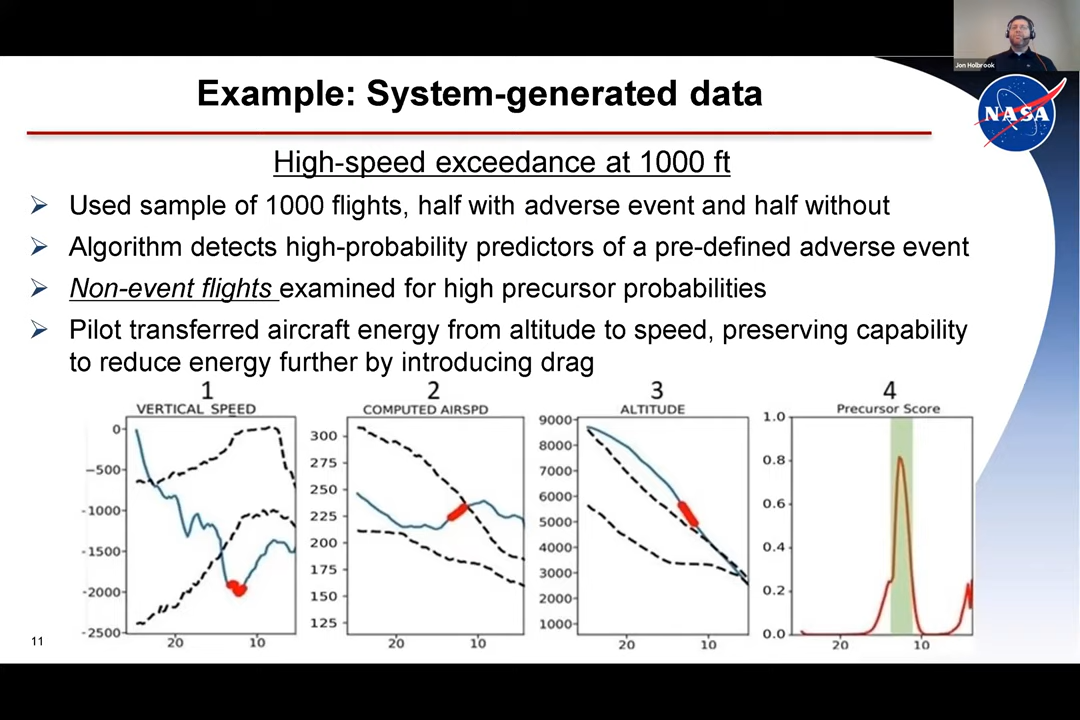 Jon Holbrook
Example: System-generated data
NASA
High-speed exceedance at 1000 ft
➢ Used sample of 1000 flights, half with adverse event and half without
➢ Algorithm detects high-probability predictors of a pre-defined adverse event
➢ Non-event flights examined for high precursor probabilities
➢ Pilot transferred aircraft energy from altitude to speed, preserving capability
to reduce energy further by introducing drag
1
VERTICAL SPEED
0
-500
-1000
-1500
-2000
-2500
20 10
2
COMPUTED AIRSPD
300
275
250
225
200
175
150
125
20 10
3
ALTITUDE
9000
8000
7000
6000
5000
4000
3000
2000
1000
20 10
4
Precursor Score
1.0
0.8
0.6
0.4
0.2
0.0
20 10
11